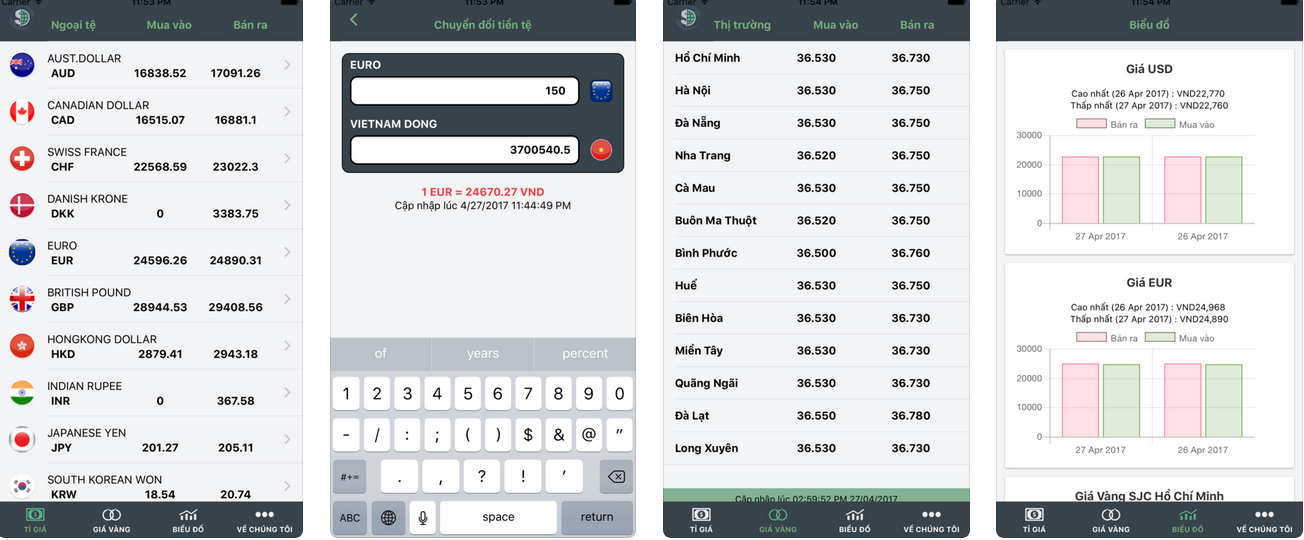 Carrier 11:53 PM
Ngoại tệ Mua vào Bán ra
AUST.DOLLAR
AUD 16838.52 17091.26
CANADIAN DOLLAR
CAD 16515.07 16881.1
SWISS FRANCE
CHF 22568.59 23022.3
DANISH KRONE
DKK 0 3383.75
EURO
EUR 24596.26 24890.31
BRITISH POUND
GBP 28944.53 29408.56
HONGKONG DOLLAR
HKD 2879.41 2943.18
INDIAN RUPEE
INR 0 367.58
JAPANESE YEN
JPY 201.27 205.11
SOUTH KOREAN WON
KRW 18.54 20.74
TỈ GIÁ GIÁ VÀNG BIỂU ĐỒ VỀ CHÚNG TÔI
Carrier 11:53 PM
Chuyển đổi tiền tệ
EURO
150
VIETNAM DONG
3700540.5
1 EUR = 24670.27 VND
Cập nhập lúc 4/27/2017 11:44:49 PM
of years percent
1 2 3 4 5 6 7 8 9 0
- / : ; ( ) $ & @ "
#+= . , ? ! '
ABC space return
Carrier 11:54 PM
Thị trường Mua vào Bán ra
Hồ Chí Minh 36.530 36.730
Hà Nội 36.530 36.750
Đà Nẵng 36.530 36.750
Nha Trang 36.520 36.750
Cà Mau 36.530 36.750
Buôn Ma Thuột 36.520 36.750
Bình Phước 36.500 36.760
Huế 36.530 36.750
Biên Hòa 36.530 36.730
Miền Tây 36.530 36.730
Quãng Ngãi 36.530 36.730
Đà Lạt 36.550 36.780
Long Xuyên 36.530 36.730
Cập nhập lúc 02:59:52 PM 27/04/2017
TỈ GIÁ GIÁ VÀNG BIỂU ĐỒ VỀ CHÚNG TÔI
Carrier 11:54 PM
Biểu đồ
Giá USD
Cao nhất (26 Apr 2017) : VND22,770
Thấp nhất (27 Apr 2017) : VND22,760
Bán ra Mua vào
30000
20000
10000
0
27 Apr 2017 26 Apr 2017
Giá EUR
Cao nhất (26 Apr 2017) : VND24,968
Thấp nhất (27 Apr 2017) : VND24,890
Bán ra Mua vào
30000
20000
10000
0
27 Apr 2017 26 Apr 2017
Giá Vàng SJC Hồ Chí Minh
TỈ GIÁ GIÁ VÀNG BIỂU ĐỒ VỀ CHÚNG TÔI